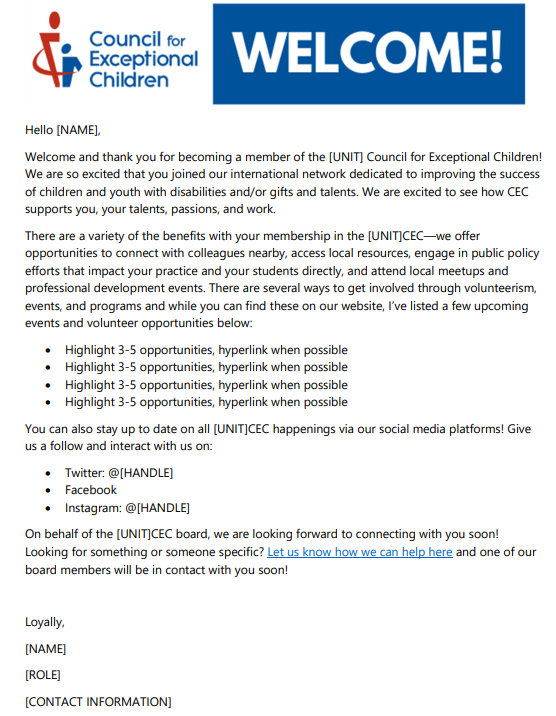 Council for
Exceptional
Children
WELCOME!
Hello [NAME],
Welcome and thank you for becoming a member of the [UNIT] Council for Exceptional Children!
We are so excited that you joined our international network dedicated to improving the success
of children and youth with disabilities and/or gifts and talents. We are excited to see how CEC
supports you, your talents, passions, and work.
There are a variety of the benefits with your membership in the [UNIT]CEC—we offer
opportunities to connect with colleagues nearby, access local resources, engage in public policy
efforts that impact your practice and your students directly, and attend local meetups and
professional development events. There are several ways to get involved through volunteerism,
events, and programs and while you can find these on our website, I've listed a few upcoming
events and volunteer opportunities below:
• Highlight 3-5 opportunities, hyperlink when possible
• Highlight 3-5 opportunities, hyperlink when possible
• Highlight 3-5 opportunities, hyperlink when possible
• Highlight 3-5 opportunities, hyperlink when possible
You can also stay up to date on all [UNIT]CEC happenings via our social media platforms! Give
us a follow and interact with us on:
• Twitter: @[HANDLE]
• Facebook
• Instagram: @[HANDLE]
On behalf of the [UNIT]CEC board, we are looking forward to connecting with you soon!
Looking for something or someone specific? Let us know how we can help here and one of our
board members will be in contact with you soon!
Loyally,
[NAME]
[ROLE]
[CONTACT INFORMATION]